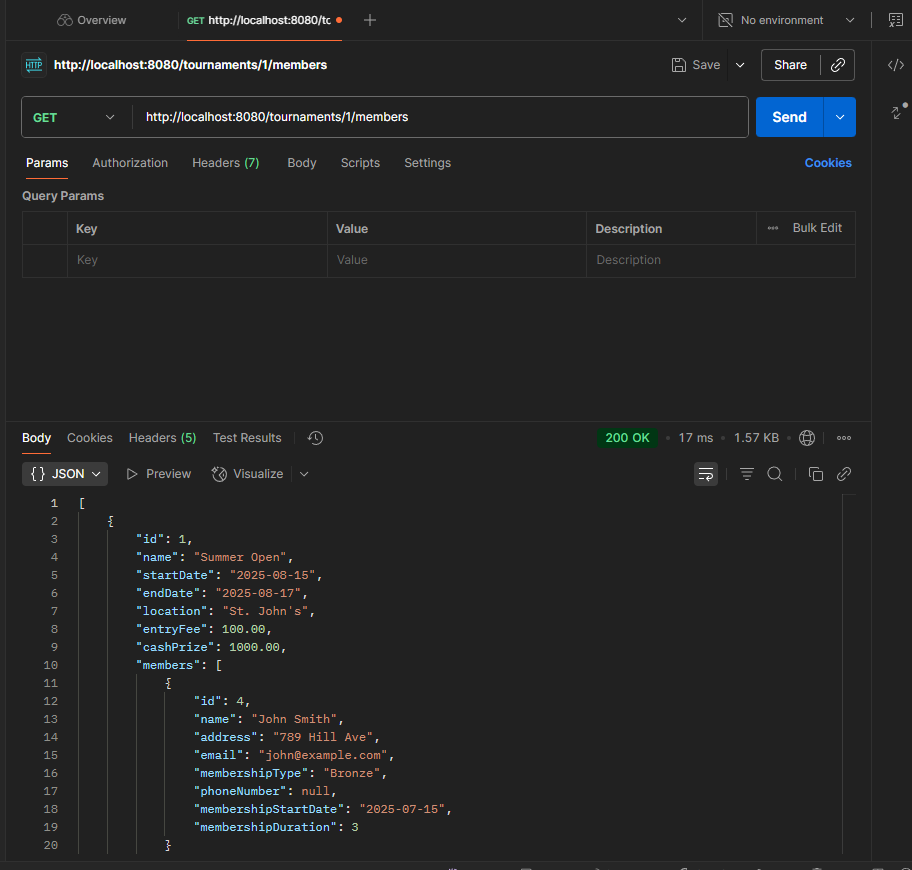 Overview GET http://localhost:8080/tc No environment
HTTP http://localhost:8080/tournaments/1/members Save Share
GET http://localhost:8080/tournaments/1/members Send
Params Authorization Headers (7) Body Scripts Settings Cookies
Query Params
Key Value Description Bulk Edit
Key Value Description
Body Cookies Headers (5) Test Results 200 OK 17 ms 1.57 KB
{} JSON Preview Visualize
1 [
2 {
3 "id": 1,
4 "name": "Summer Open",
5 "startDate": "2025-08-15",
6 "endDate": "2025-08-17",
7 "location": "St. John's",
8 "entryFee": 100.00,
9 "cashPrize": 1000.00,
10 "members": [
11 {
12 "id": 4,
13 "name": "John Smith",
14 "address": "789 Hill Ave",
15 "email": "john@example.com",
16 "membershipType": "Bronze",
17 "phoneNumber": null,
18 "membershipStartDate": "2025-07-15",
19 "membershipDuration": 3
20 }